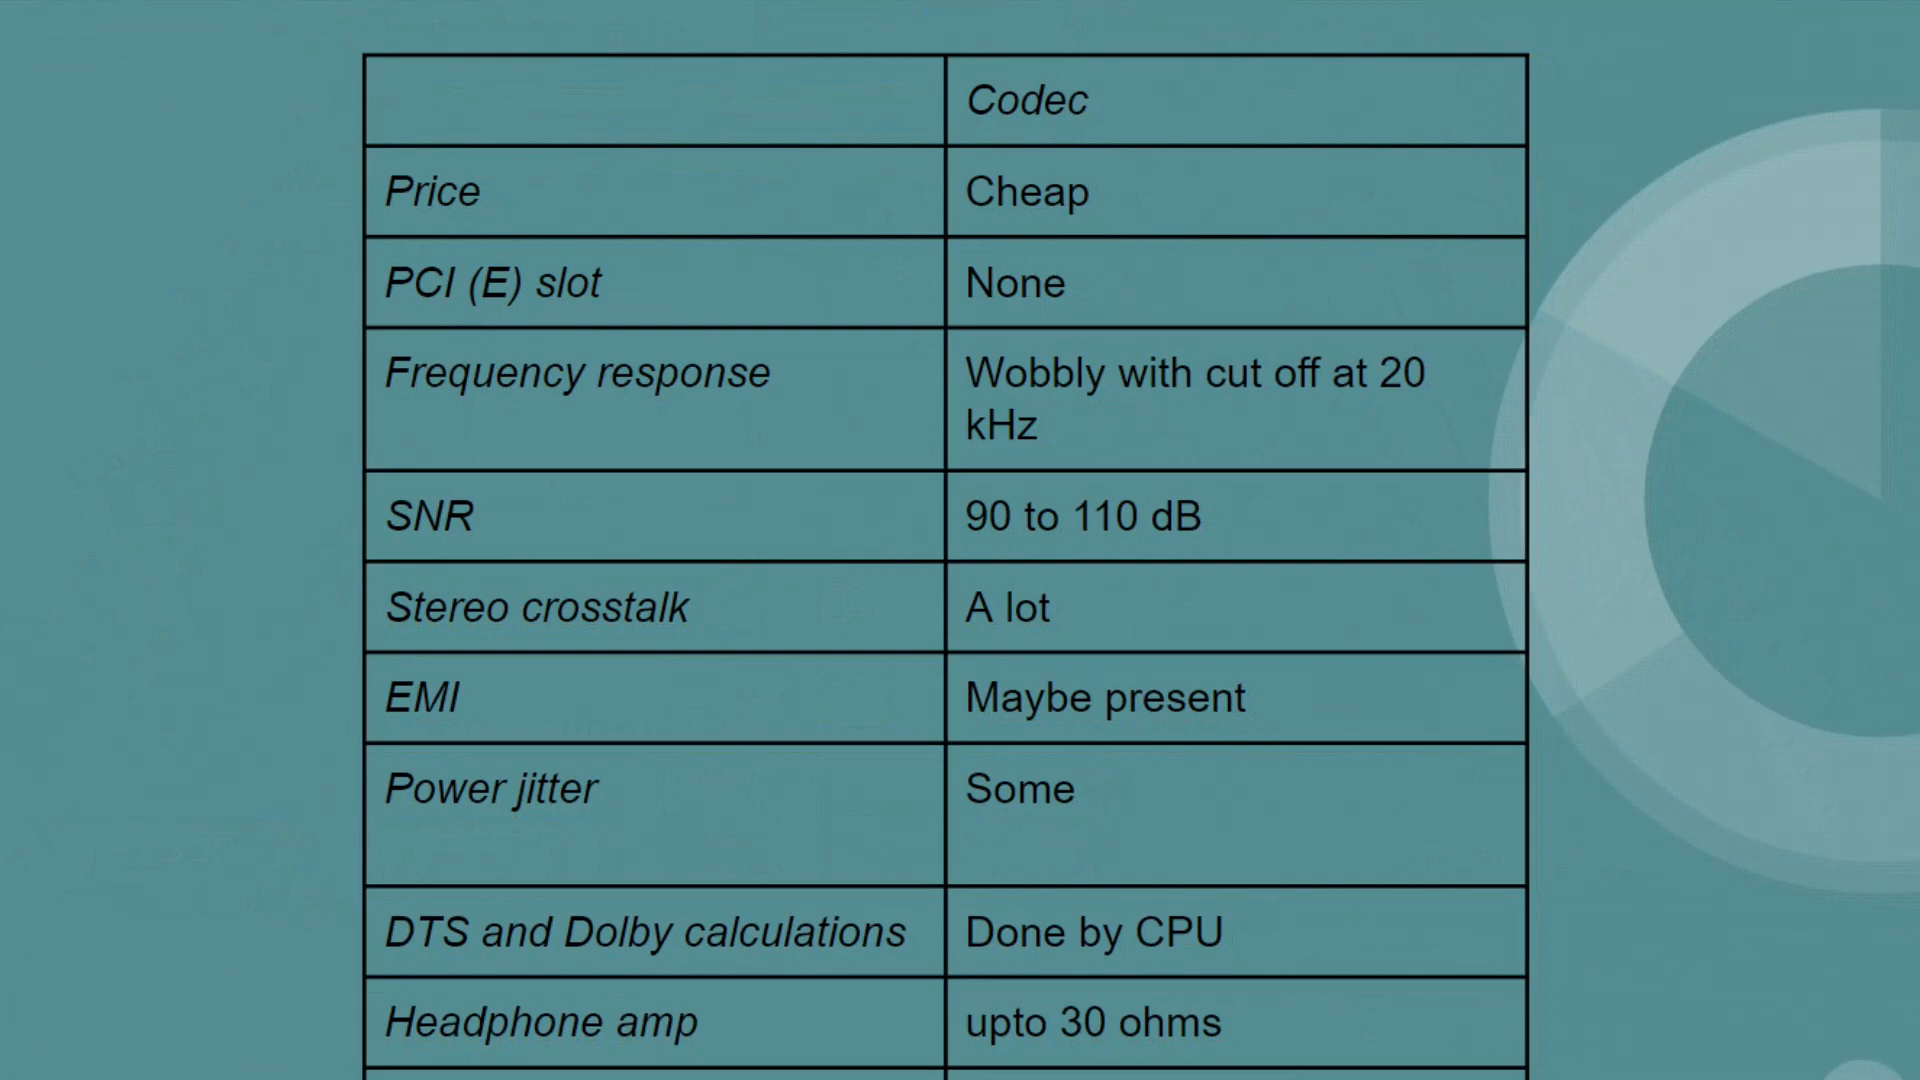 Codec
Price Cheap
PCI (E) slot None
Frequency response Wobbly with cut off at 20
kHz
SNR 90 to 110 dB
Stereo crosstalk A lot
EMI Maybe present
Power jitter Some
DTS and Dolby calculations Done by CPU
Headphone amp upto 30 ohms